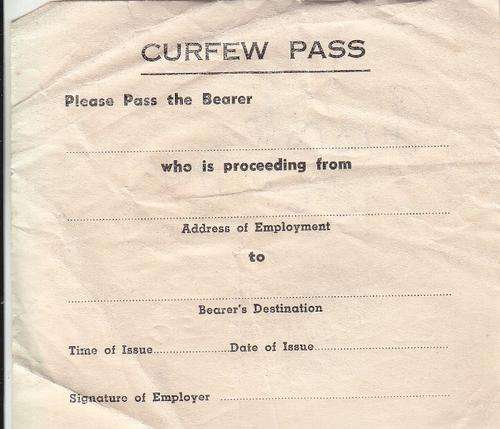 CURFEW PASS
Please Pass the Bearer
who is proceeding from
Address of Employment
to
Bearer's Destination
Time of Issue....................Date of Issue....................
Signature of Employer ....................